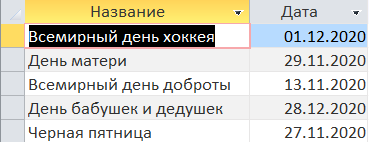 Название Дата
Всемирный день хоккея 01.12.2020
День матери 29.11.2020
Всемирный день доброты 13.11.2020
День бабушек и дедушек 28.12.2020
Черная пятница 27.11.2020